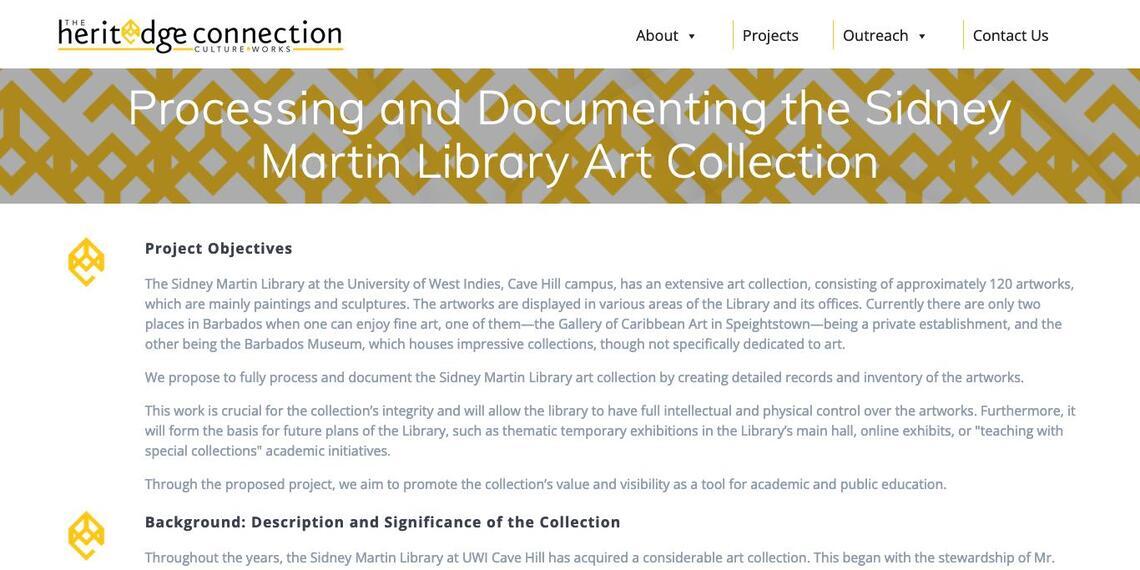 THE
heritedge connection
CULTURE WORKS
About
Projects
Outreach
Contact Us
Processing and Documenting the Sidney
Martin Library Art Collection
Project Objectives
The Sidney Martin Library at the University of West Indies, Cave Hill campus, has an extensive art collection, consisting of approximately 120 artworks,
which are mainly paintings and sculptures. The artworks are displayed in various areas of the Library and its offices. Currently there are only two
places in Barbados when one can enjoy fine art, one of them—the Gallery of Caribbean Art in Speightstown—being a private establishment, and the
other being the Barbados Museum, which houses impressive collections, though not specifically dedicated to art.
We propose to fully process and document the Sidney Martin Library art collection by creating detailed records and inventory of the artworks.
This work is crucial for the collection’s integrity and will allow the library to have full intellectual and physical control over the artworks. Furthermore, it
will form the basis for future plans of the Library, such as thematic temporary exhibitions in the Library’s main hall, online exhibits, or "teaching with
special collections" academic initiatives.
Through the proposed project, we aim to promote the collection’s value and visibility as a tool for academic and public education.
Background: Description and Significance of the Collection
Throughout the years, the Sidney Martin Library at UWI Cave Hill has acquired a considerable art collection. This began with the stewardship of Mr.